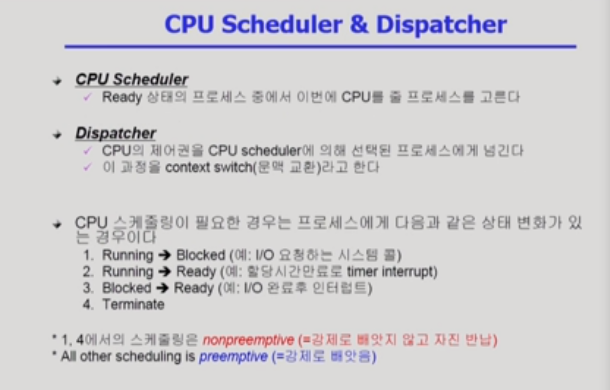 CPU Scheduler & Dispatcher
CPU Scheduler
Ready 상태의 프로세스 중에서 이번에 CPU를 줄 프로세스를 고른다
Dispatcher
CPU의 제어권을 CPU scheduler에 의해 선택된 프로세스에게 넘긴다
이 과정을 context switch(문맥 교환)라고 한다
CPU 스케줄링이 필요한 경우는 프로세스에게 다음과 같은 상태 변화가 있
는 경우이다
1. Running ➔ Blocked (예: I/O 요청하는 시스템 콜)
2. Running ➔ Ready (예: 할당시간만료로 timer interrupt)
3. Blocked ➔ Ready (예: I/O 완료후 인터럽트)
4. Terminate
* 1, 4에서의 스케줄링은 nonpreemptive (=강제로 빼앗지 않고 자진 반납)
* All other scheduling is preemptive (=강제로 빼앗음)